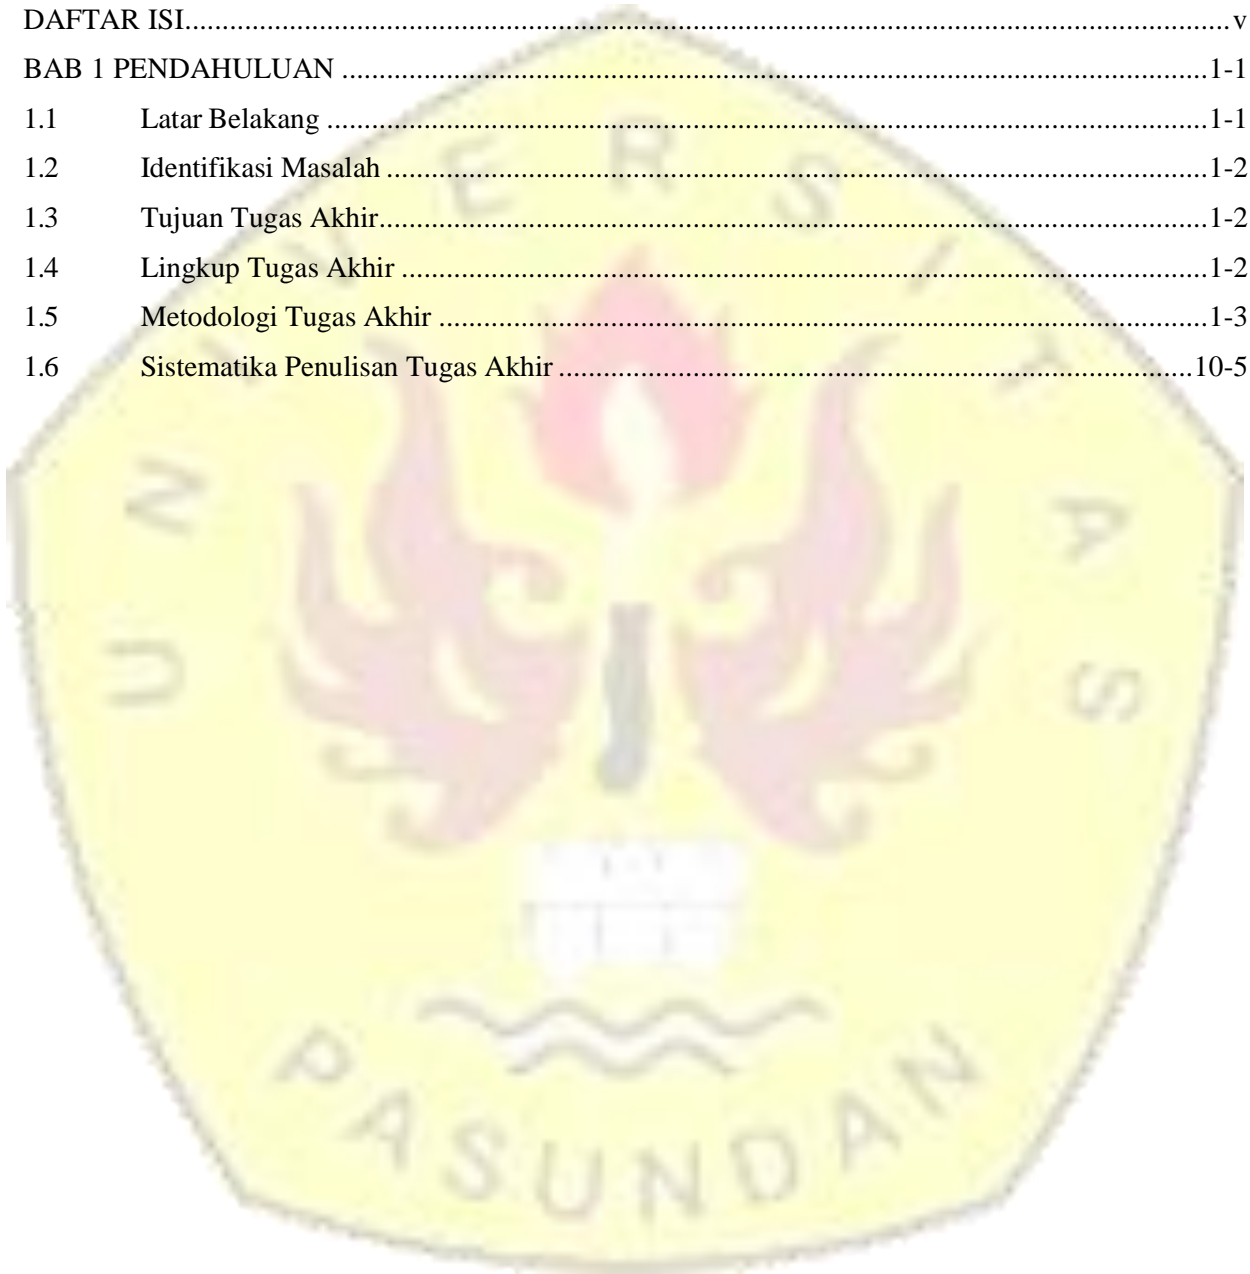 DAFTAR ISI.......................................................................................................................................v
BAB 1 PENDAHULUAN ................................................................................................................1-1
1.1 Latar Belakang ..................................................................................................................1-1
1.2 Identifikasi Masalah ..........................................................................................................1-2
1.3 Tujuan Tugas Akhir...........................................................................................................1-2
1.4 Lingkup Tugas Akhir ........................................................................................................1-2
1.5 Metodologi Tugas Akhir ...................................................................................................1-3
1.6 Sistematika Penulisan Tugas Akhir ..................................................................................10-5
UNIVERSITAS
PASUNDAN